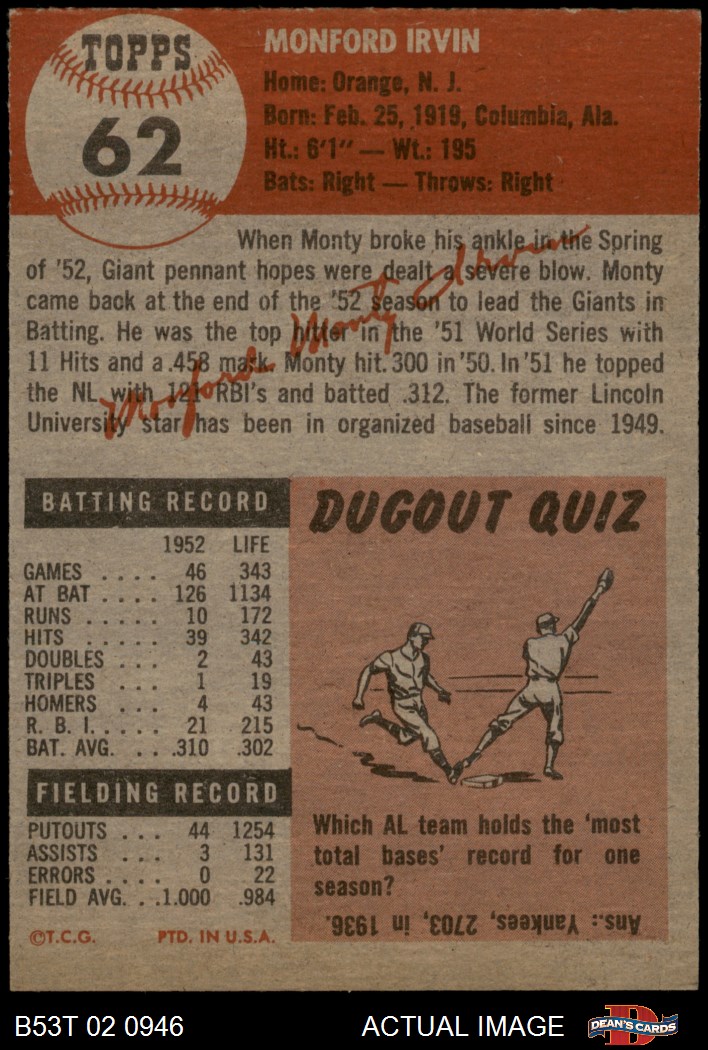 TOPPS
62
MONFORD IRVIN
Home: Orange, N. J.
Born: Feb. 25, 1919, Columbia, Ala.
Ht.: 6'1" — Wt.: 195
Bats: Right — Throws: Right
When Monty broke his ankle in the Spring
of '52, Giant pennant hopes were dealt a severe blow. Monty
came back at the end of the '52 season to lead the Giants in
Batting. He was the top hitter in the '51 World Series with
11 Hits and a .458 mark. Monty hit .300 in '50. In '51 he topped
the NL with 121 RBI's and batted .312. The former Lincoln
University star has been in organized baseball since 1949.
Monford Monty Irvin
BATTING RECORD
1952 LIFE
GAMES .... 46 343
AT BAT .... 126 1134
RUNS ..... 10 172
HITS ..... 39 342
DOUBLES ... 2 43
TRIPLES ... 1 19
HOMERS ... 4 43
R. B. I. .... 21 215
BAT. AVG. ... .310 .302
FIELDING RECORD
PUTOUTS ... 44 1254
ASSISTS ... 3 131
ERRORS .... 0 22
FIELD AVG. .. 1.000 .984
©T.C.G. PTD. IN U.S.A.
DUGOUT QUIZ
Which AL team holds the 'most
total bases' record for one
season?
Ans.: Yankees, 2703, in 1936.
B53T 02 0946 ACTUAL IMAGE DEAN'S CARDS